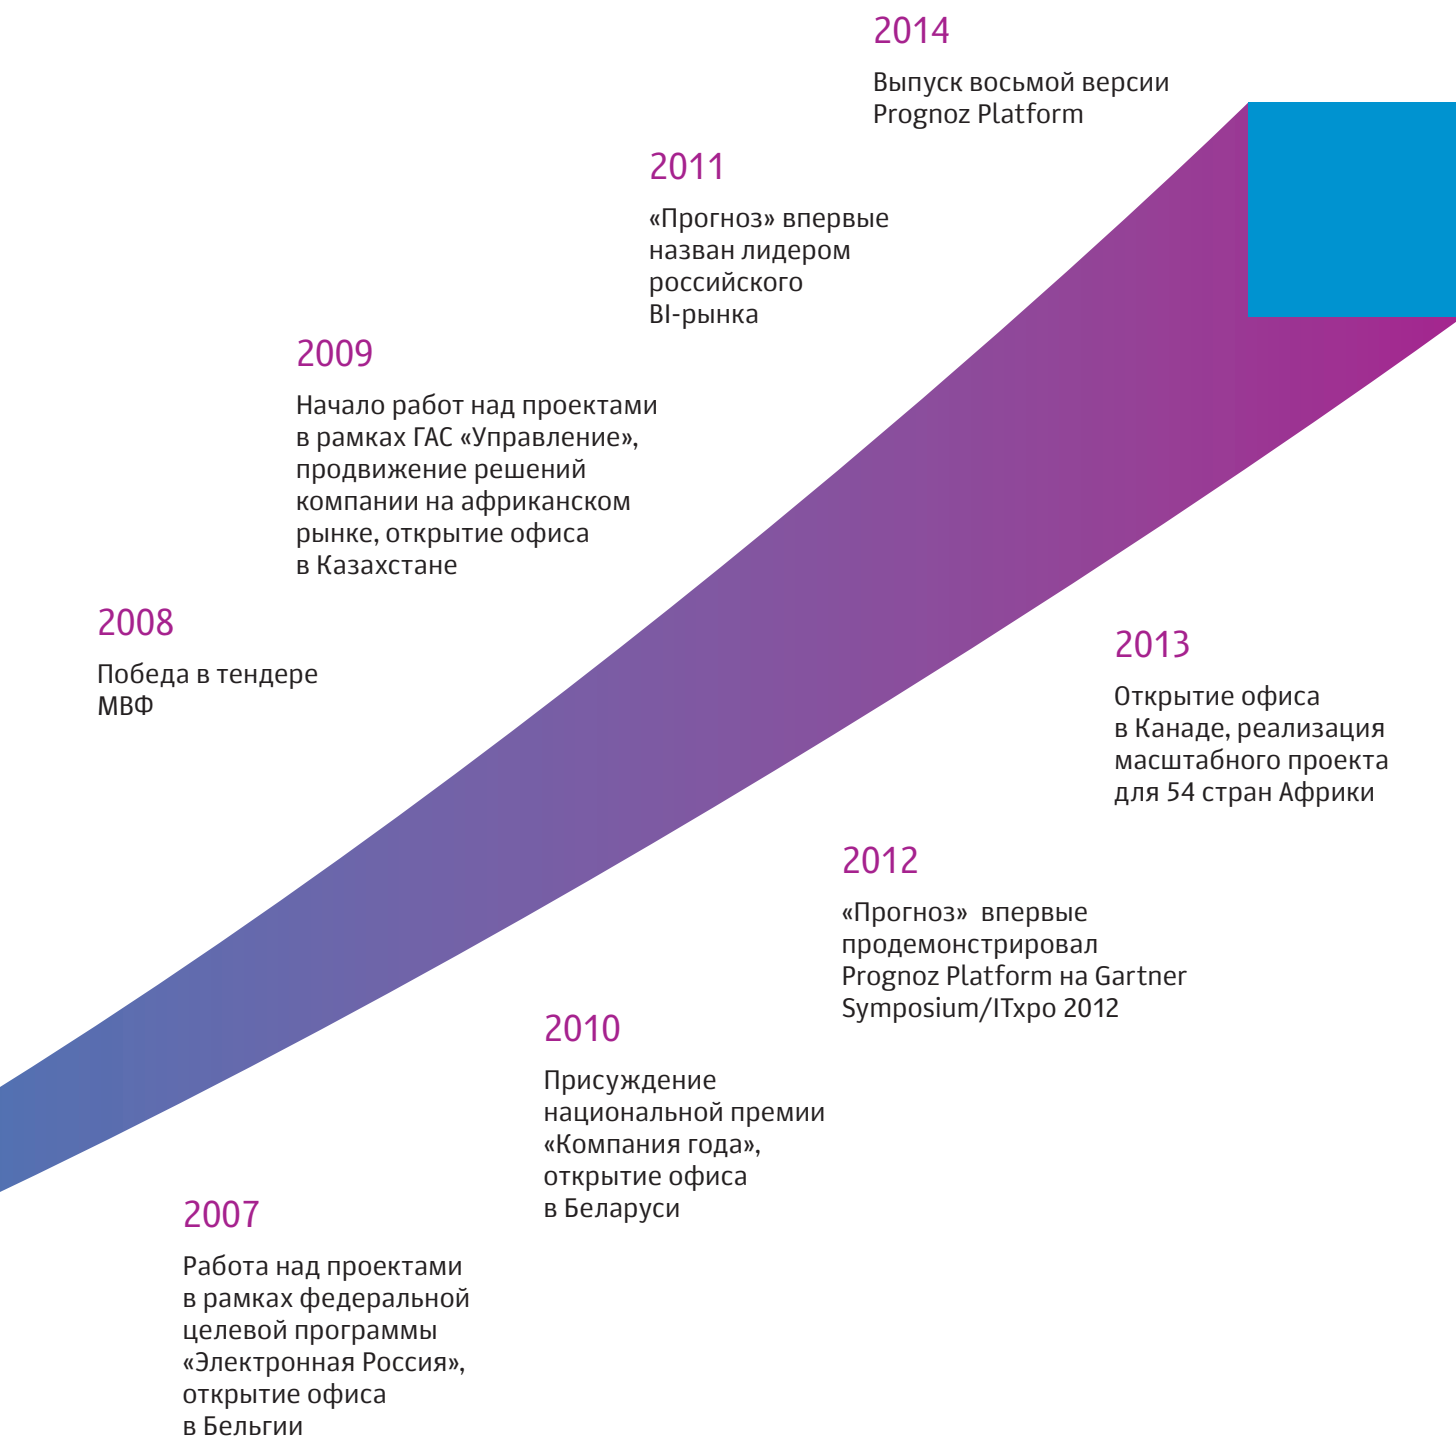 2014
Выпуск восьмой версии
Prognoz Platform
2011
«Прогноз» впервые
назван лидером
российского
BI-рынка
2009
Начало работ над проектами
в рамках ГАС «Управление»,
продвижение решений
компании на африканском
рынке, открытие офиса
в Казахстане
2008
Победа в тендере
МВФ
2013
Открытие офиса
в Канаде, реализация
масштабного проекта
для 54 стран Африки
2012
«Прогноз» впервые
продемонстрировал
Prognoz Platform на Gartner
Symposium/ITxpo 2012
2010
Присуждение
национальной премии
«Компания года»,
открытие офиса
в Беларуси
2007
Работа над проектами
в рамках федеральной
целевой программы
«Электронная Россия»,
открытие офиса
в Бельгии